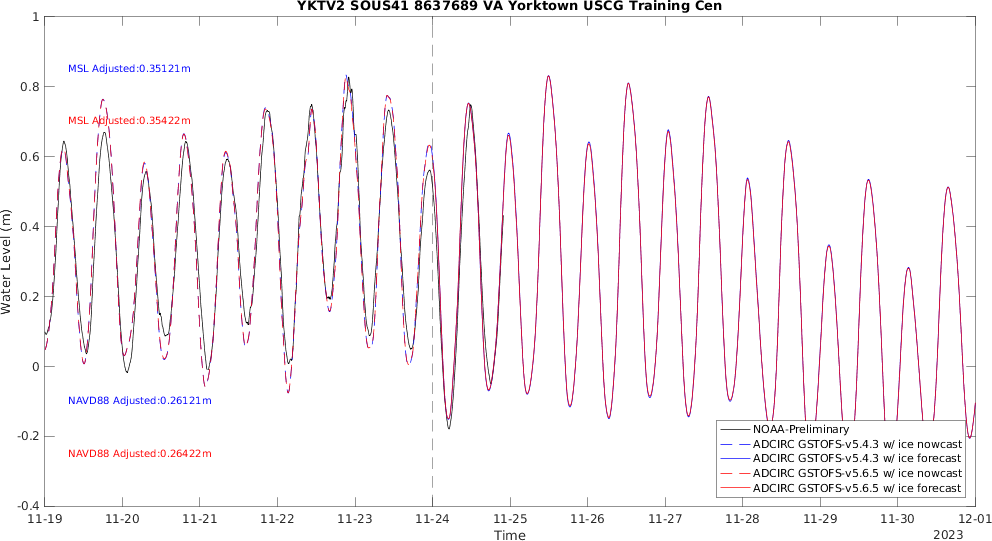 YKTV2 SOUS41 8637689 VA Yorktown USCG Training Cen
1
0.8
0.6
0.4
0.2
0
-0.2
-0.4
Water Level (m)
MSL Adjusted:0.35121m
MSL Adjusted:0.35422m
NAVD88 Adjusted:0.26121m
NAVD88 Adjusted:0.26422m
NOAA-Preliminary
ADCIRC GSTOFS-v5.4.3 w/ ice nowcast
ADCIRC GSTOFS-v5.4.3 w/ ice forecast
ADCIRC GSTOFS-v5.6.5 w/ ice nowcast
ADCIRC GSTOFS-v5.6.5 w/ ice forecast
11-19 11-20 11-21 11-22 11-23 11-24 11-25 11-26 11-27 11-28 11-29 11-30 12-01
Time
2023